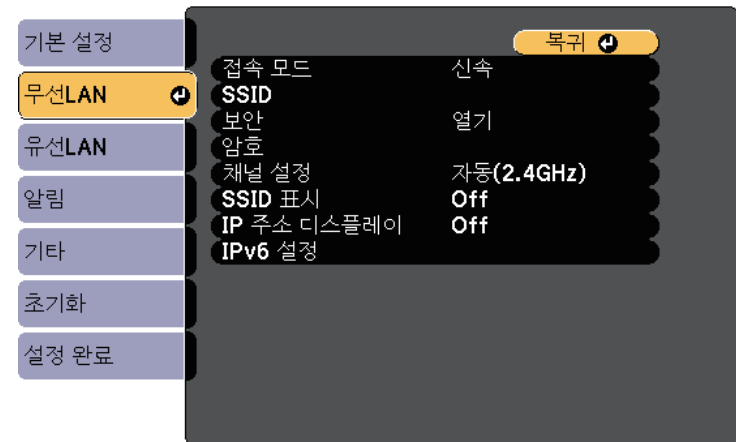 기본 설정
무선LAN
유선LAN
알림
기타
초기화
설정 완료
복귀
접속 모드 신속
SSID
보안 열기
암호
채널 설정 자동(2.4GHz)
SSID 표시 Off
IP 주소 디스플레이 Off
IPv6 설정